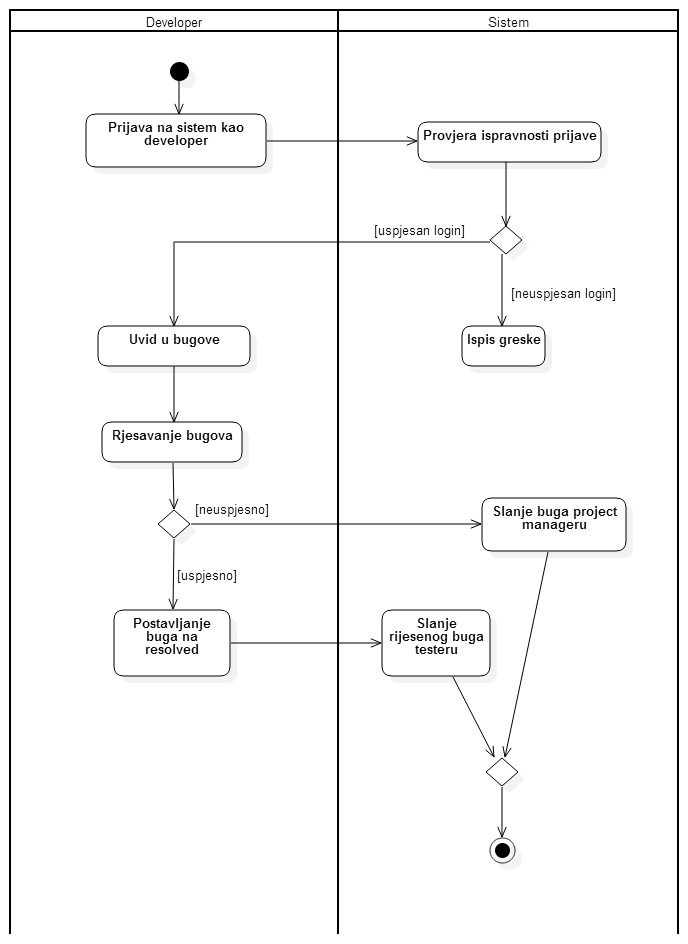 Developer
Sistem
Prijava na sistem kao
developer
Provjera ispravnosti prijave
[uspjesan login]
[neuspjesan login]
Uvid u bugove
Ispis greske
Rjesavanje bugova
[neuspjesno]
Slanje buga project
manageru
[uspjesno]
Postavljanje
buga na
resolved
Slanje
rijesenog buga
testeru